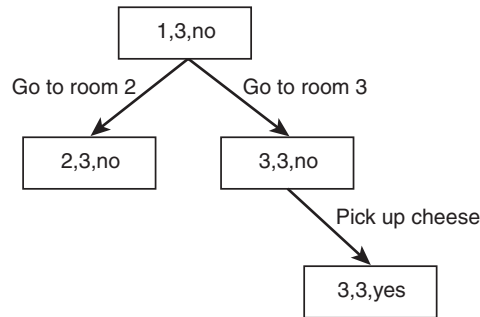 1,3,no
Go to room 2
Go to room 3
2,3,no
3,3,no
Pick up cheese
3,3,yes